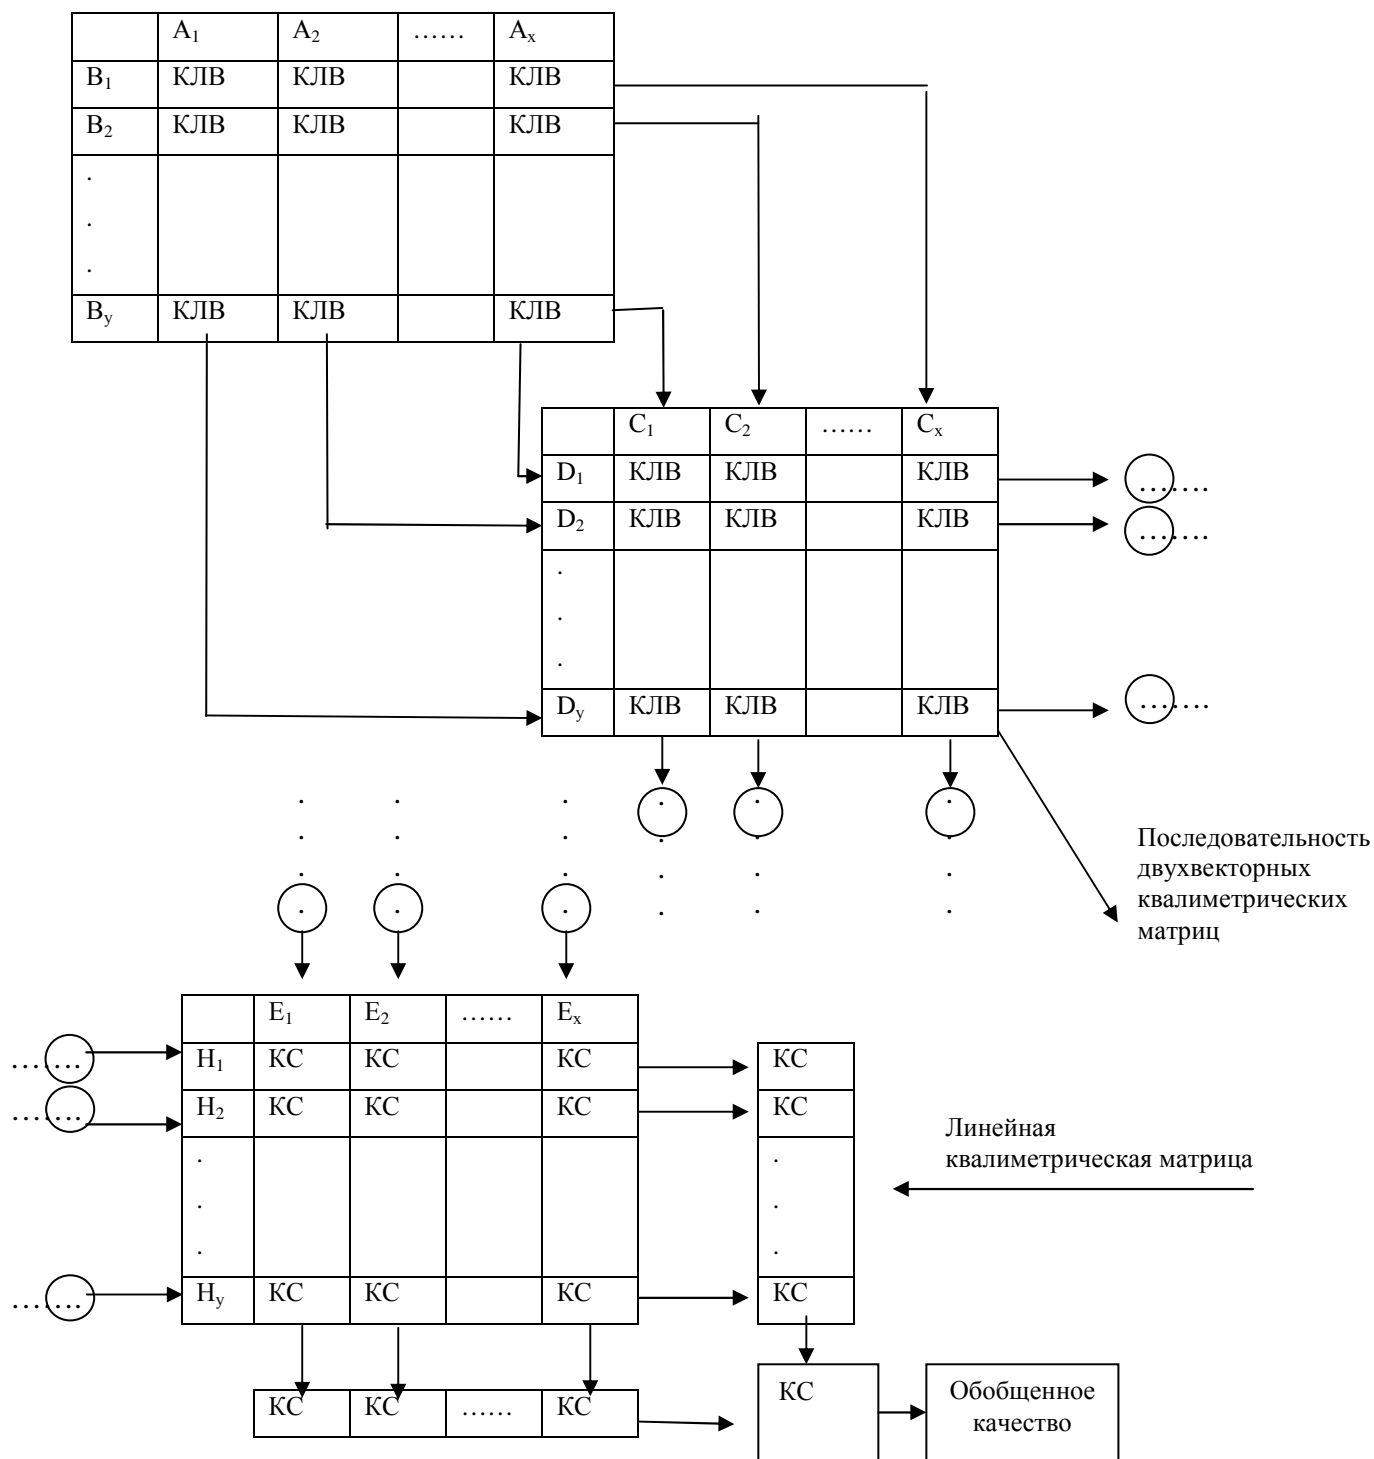 A₁ A₂ …… Aₓ
B₁ КЛВ КЛВ КЛВ
B₂ КЛВ КЛВ КЛВ
.
.
.
Bᵧ КЛВ КЛВ КЛВ
C₁ C₂ …… Cₓ
D₁ КЛВ КЛВ КЛВ …….
D₂ КЛВ КЛВ КЛВ …….
.
.
.
Dᵧ КЛВ КЛВ КЛВ …….
. . . . . .
. . . . . .
. . . . . .
. . . . . .
Последовательность
двухвекторных
квалиметрических
матриц
E₁ E₂ …… Eₓ
……. H₁ КС КС КС КС
……. H₂ КС КС КС КС
. .
. .
. .
……. Hᵧ КС КС КС КС
Линейная
квалиметрическая матрица
КС КС …… КС
КС
Обобщенное
качество